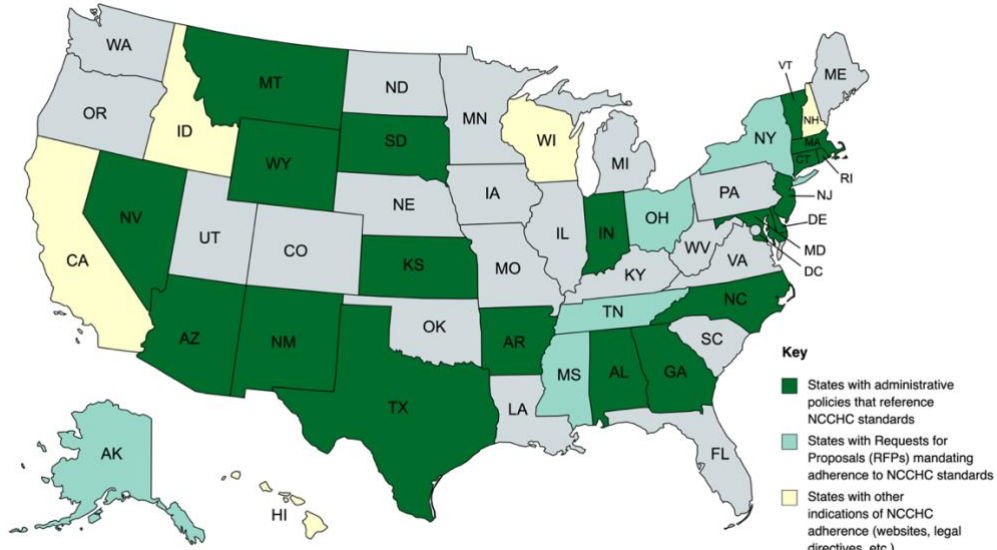 WA
MT
ND
MN
VT
ME
OR
ID
WY
SD
WI
MI
NY
NH
MA
CT
RI
NV
UT
CO
NE
IA
IL
IN
OH
PA
NJ
DE
MD
DC
WV
VA
CA
KS
MO
KY
AZ
NM
OK
AR
TN
NC
SC
TX
LA
MS
AL
GA
FL
AK
HI
Key
States with administrative
policies that reference
NCCHC standards
States with Requests for
Proposals (RFPs) mandating
adherence to NCCHC standards
States with other
indications of NCCHC
adherence (websites, legal
directives, etc.)